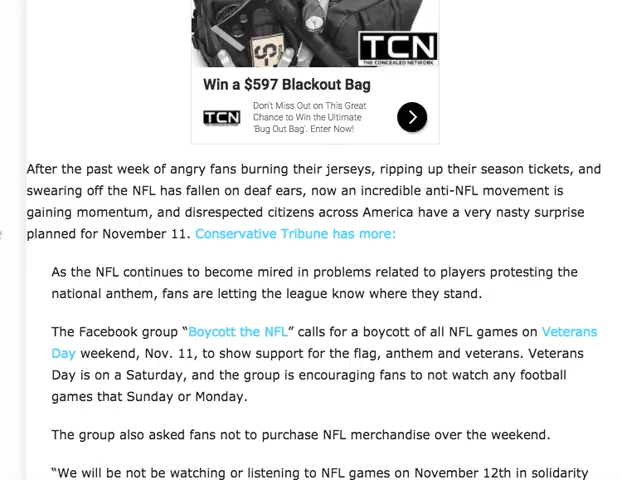 TCN
THE CONCEALED NETWORK
Win a $597 Blackout Bag
TCN
Don't Miss Out on This Great
Chance to Win the Ultimate
'Bug Out Bag'. Enter Now!
After the past week of angry fans burning their jerseys, ripping up their season tickets, and
swearing off the NFL has fallen on deaf ears, now an incredible anti-NFL movement is
gaining momentum, and disrespected citizens across America have a very nasty surprise
planned for November 11. Conservative Tribune has more:
As the NFL continues to become mired in problems related to players protesting the
national anthem, fans are letting the league know where they stand.
The Facebook group “Boycott the NFL” calls for a boycott of all NFL games on Veterans
Day weekend, Nov. 11, to show support for the flag, anthem and veterans. Veterans
Day is on a Saturday, and the group is encouraging fans to not watch any football
games that Sunday or Monday.
The group also asked fans not to purchase NFL merchandise over the weekend.
“We will be not be watching or listening to NFL games on November 12th in solidarity